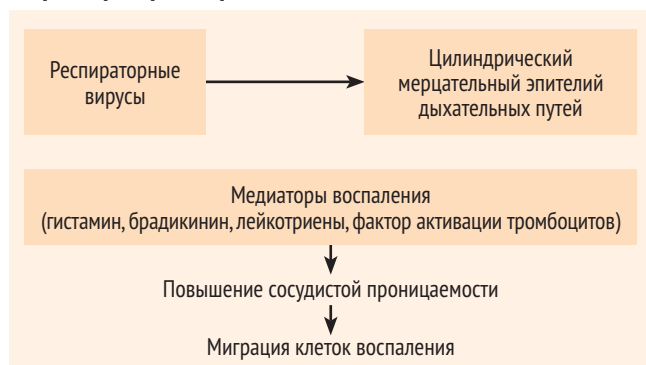 Респираторные
вирусы
Цилиндрический
мерцательный эпителий
дыхательных путей
Медиаторы воспаления
(гистамин, брадикинин, лейкотриены, фактор активации тромбоцитов)
Повышение сосудистой проницаемости
Миграция клеток воспаления